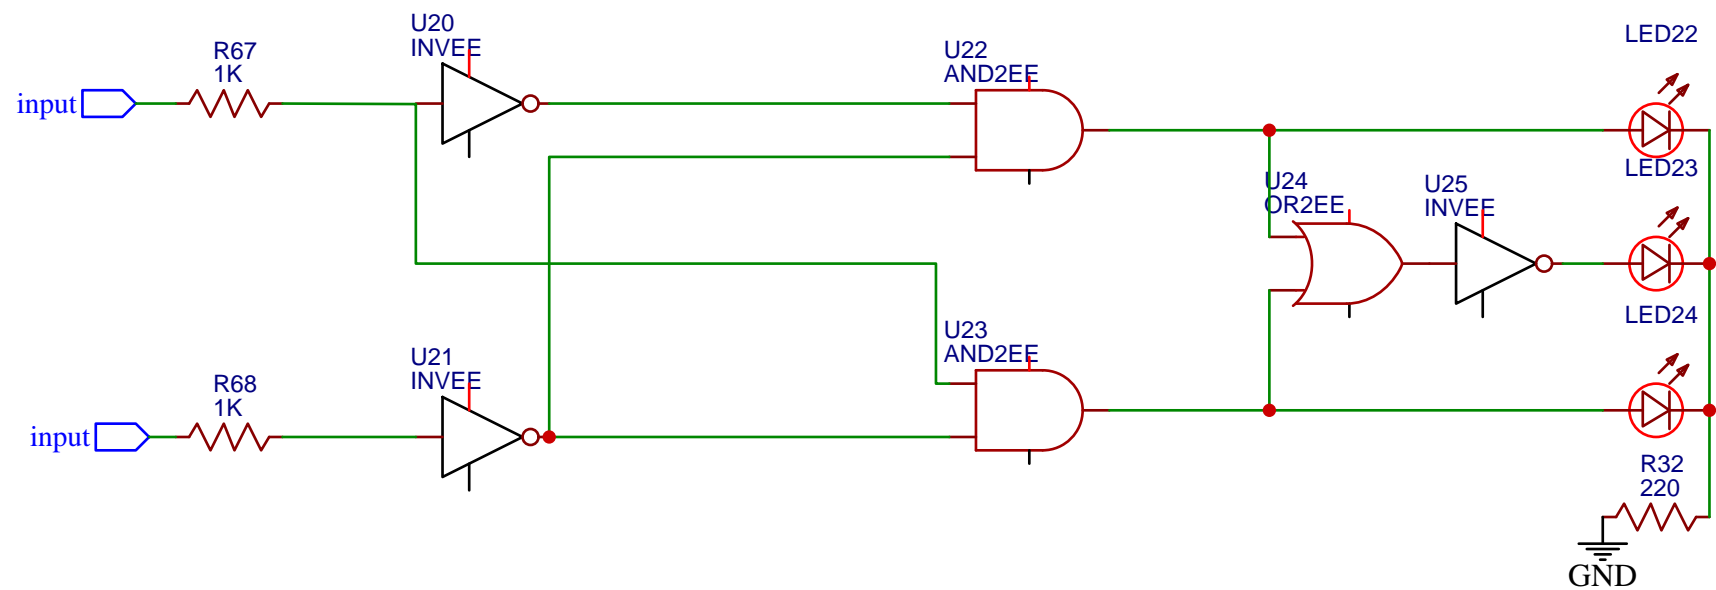 U20
INVEE
R67
1K
input
U22
AND2EE
LED22
LED23
U24
OR2EE
U25
INVEE
LED24
U21
INVEE
R68
1K
input
U23
AND2EE
R32
220
GND